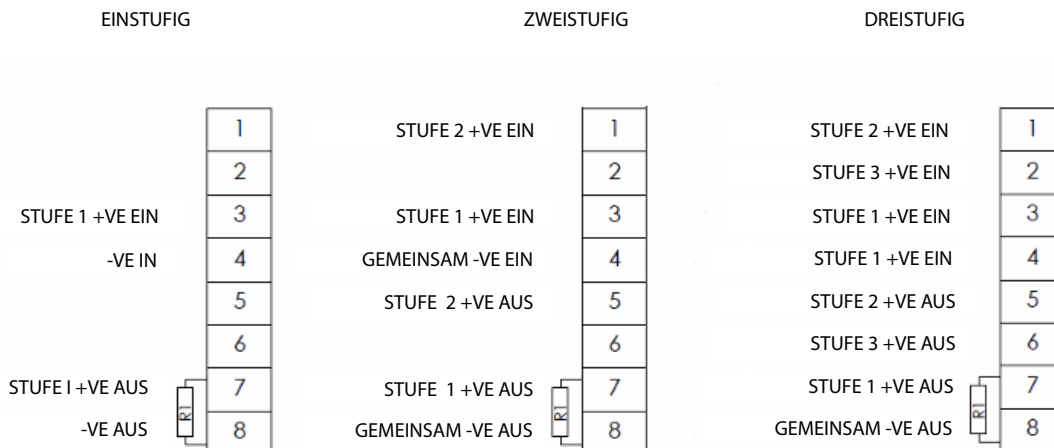 EINSTUFIG
1
2
STUFE 1 +VE EIN 3
-VE IN 4
5
6
STUFE I +VE AUS R1 7
-VE AUS 8
ZWEISTUFIG
STUFE 2 +VE EIN 1
2
STUFE 1 +VE EIN 3
GEMEINSAM -VE EIN 4
STUFE 2 +VE AUS 5
6
STUFE 1 +VE AUS R1 7
GEMEINSAM -VE AUS 8
DREISTUFIG
STUFE 2 +VE EIN 1
STUFE 3 +VE EIN 2
STUFE 1 +VE EIN 3
STUFE 1 +VE EIN 4
STUFE 2 +VE AUS 5
STUFE 3 +VE AUS 6
STUFE 1 +VE AUS R1 7
GEMEINSAM -VE AUS 8